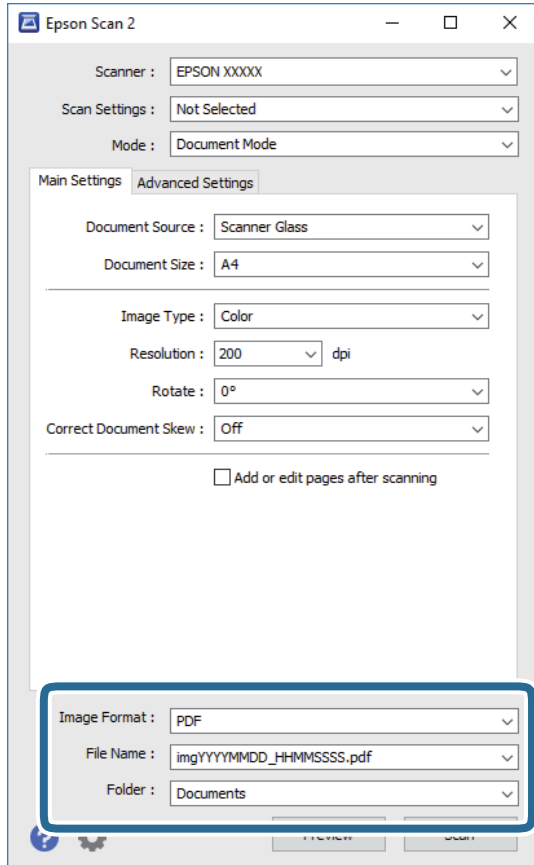 Epson Scan 2
Scanner : EPSON XXXXX
Scan Settings : Not Selected
Mode : Document Mode
Main Settings Advanced Settings
Document Source : Scanner Glass
Document Size : A4
Image Type : Color
Resolution : 200 dpi
Rotate : 0°
Correct Document Skew : Off
Add or edit pages after scanning
Image Format : PDF
File Name : imgYYYYMMDD_HHMMSSSS.pdf
Folder : Documents
? Preview Scan